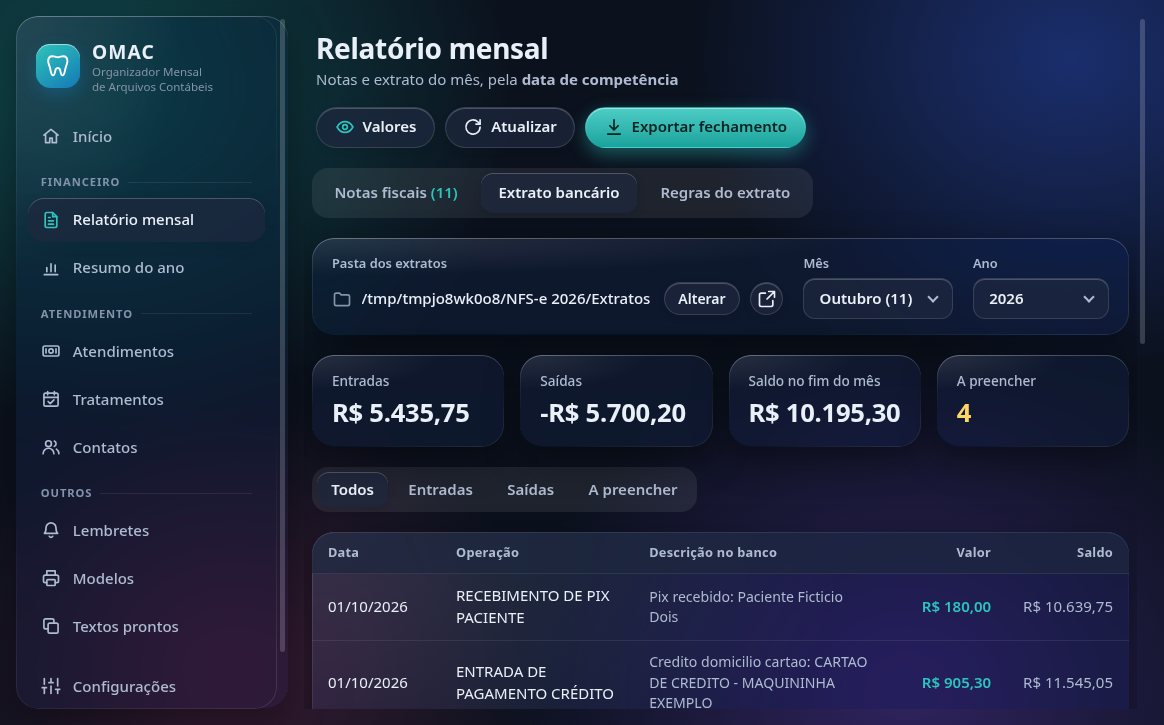 OMAC
Organizador Mensal
de Arquivos Contábeis
Início
FINANCEIRO
Relatório mensal
Resumo do ano
ATENDIMENTO
Atendimentos
Tratamentos
Contatos
OUTROS
Lembretes
Modelos
Textos prontos
Configurações
Relatório mensal
Notas e extrato do mês, pela data de competência
Valores
Atualizar
Exportar fechamento
Notas fiscais (11)
Extrato bancário
Regras do extrato
Pasta dos extratos
/tmp/tmpjo8wk0o8/NFS-e 2026/Extratos
Alterar
Mês
Outubro (11)
Ano
2026
Entradas
R$ 5.435,75
Saídas
-R$ 5.700,20
Saldo no fim do mês
R$ 10.195,30
A preencher
4
Todos
Entradas
Saídas
A preencher
Data Operação Descrição no banco Valor Saldo
01/10/2026
RECEBIMENTO DE PIX
PACIENTE
Pix recebido: Paciente Ficticio
Dois
R$ 180,00
R$ 10.639,75
01/10/2026
ENTRADA DE
PAGAMENTO CRÉDITO
Credito domicilio cartao: CARTAO
DE CREDITO - MAQUININHA
EXEMPLO
R$ 905,30
R$ 11.545,05